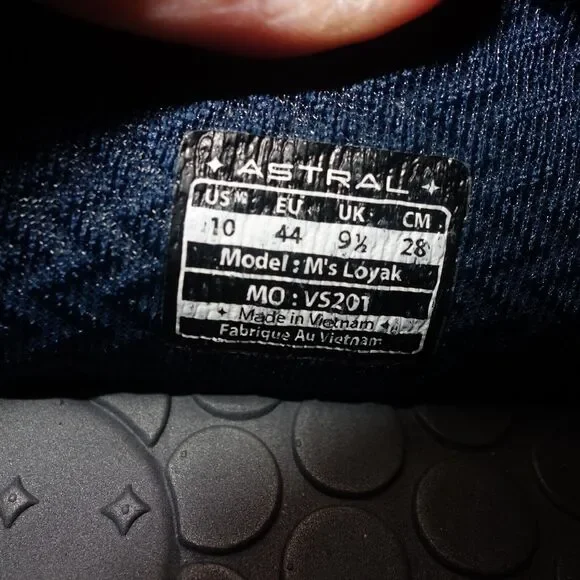 ASTRAL
US M EU UK CM
10 44 9½ 28
Model : M's Loyak
MO : VS201
Made in Vietnam
Fabrique Au Vietnam